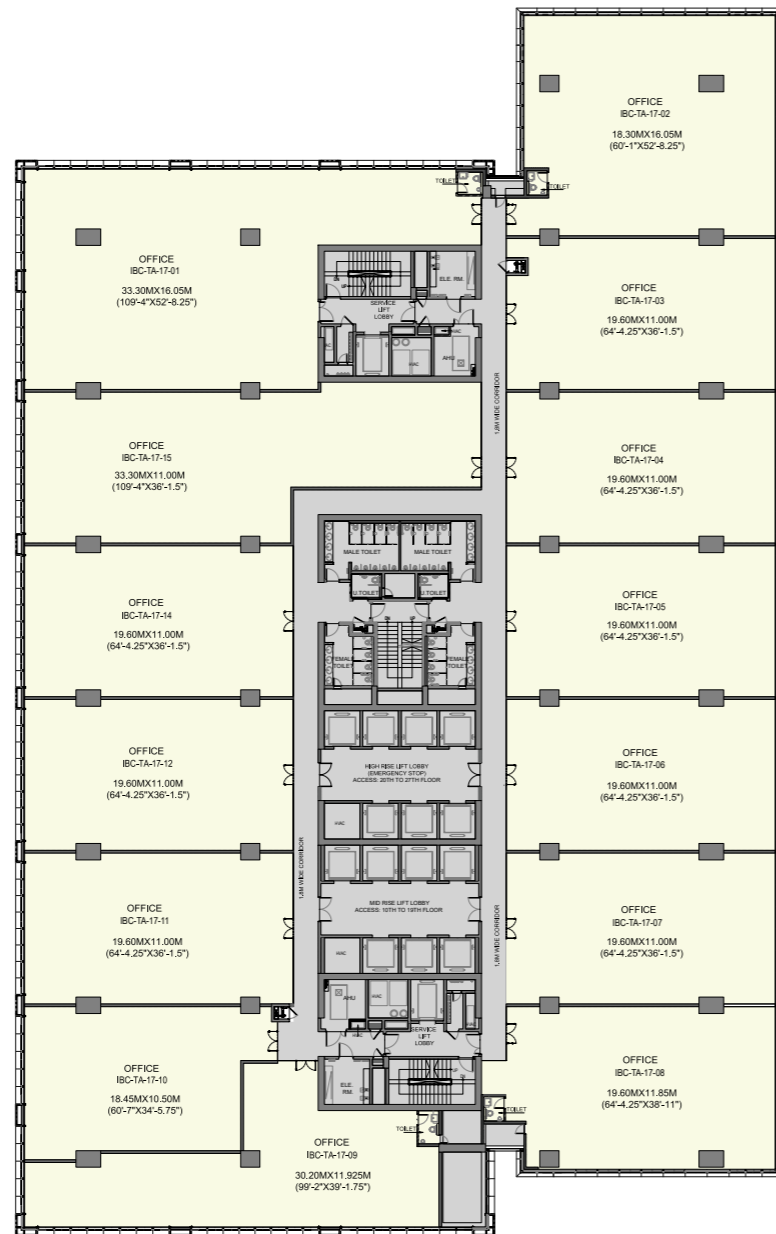 OFFICE
IBC-TA-17-02
18.30MX16.05M
(60'-1"X52'-8.25")
TOILET
TOILET
OFFICE
IBC-TA-17-01
33.30MX16.05M
(109'-4"X52'-8.25")
UP
ELE. RM.
SERVICE
LIFT
LOBBY
HAC
AHU
OFFICE
IBC-TA-17-03
19.60MX11.00M
(64'-4.25"X36'-1.5")
1.8M WIDE CORRIDOR
OFFICE
IBC-TA-17-15
33.30MX11.00M
(109'-4"X36'-1.5")
OFFICE
IBC-TA-17-04
19.60MX11.00M
(64'-4.25"X36'-1.5")
MALE TOILET
MALE TOILET
U.TOILET
U.TOILET
DN
UP
FEMALE
TOILET
FEMALE
TOILET
OFFICE
IBC-TA-17-14
19.60MX11.00M
(64'-4.25"X36'-1.5")
OFFICE
IBC-TA-17-05
19.60MX11.00M
(64'-4.25"X36'-1.5")
HIGH RISE LIFT LOBBY
(EMERGENCY STOP)
ACCESS: 20TH TO 27TH FLOOR
OFFICE
IBC-TA-17-12
19.60MX11.00M
(64'-4.25"X36'-1.5")
OFFICE
IBC-TA-17-06
19.60MX11.00M
(64'-4.25"X36'-1.5")
HAC
1.8M WIDE CORRIDOR
MID RISE LIFT LOBBY
ACCESS: 10TH TO 19TH FLOOR
1.8M WIDE CORRIDOR
OFFICE
IBC-TA-17-11
19.60MX11.00M
(64'-4.25"X36'-1.5")
OFFICE
IBC-TA-17-07
19.60MX11.00M
(64'-4.25"X36'-1.5")
HAC
AHU
HAC
HAC
SERVICE
LIFT
LOBBY
ELE.
RM.
UP
DN
OFFICE
IBC-TA-17-10
18.45MX10.50M
(60'-7"X34'-5.75")
OFFICE
IBC-TA-17-08
19.60MX11.85M
(64'-4.25"X38'-11")
TOILET
TOILET
OFFICE
IBC-TA-17-09
30.20MX11.925M
(99'-2"X39'-1.75")